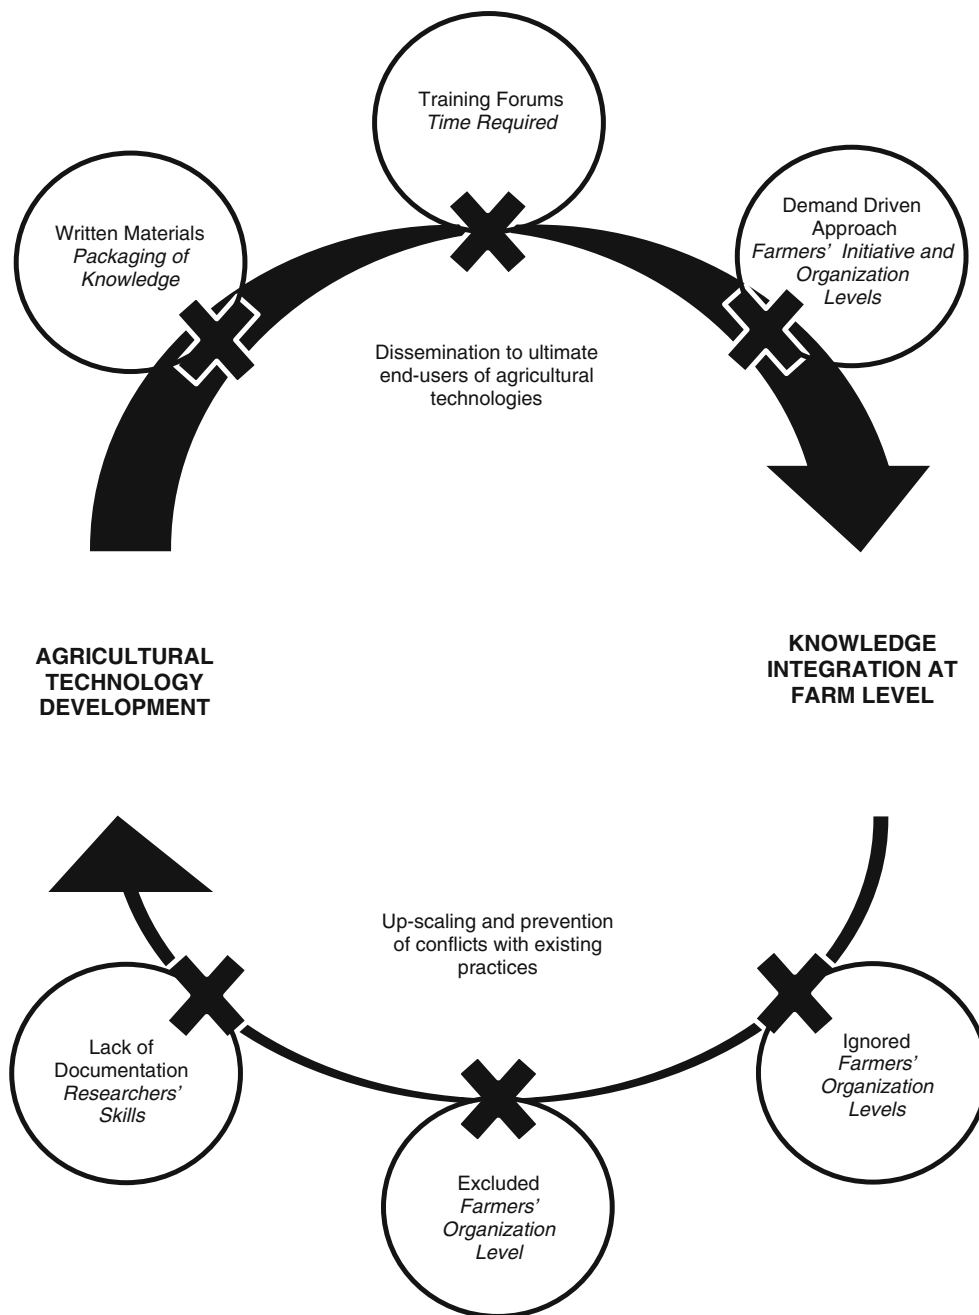 Training Forums
Time Required
Written Materials
Packaging of
Knowledge
Demand Driven
Approach
Farmers' Initiative and
Organization
Levels
Dissemination to ultimate
end-users of agricultural
technologies
AGRICULTURAL
TECHNOLOGY
DEVELOPMENT
KNOWLEDGE
INTEGRATION AT
FARM LEVEL
Up-scaling and prevention
of conflicts with existing
practices
Lack of
Documentation
Researchers'
Skills
Ignored
Farmers'
Organization
Levels
Excluded
Farmers'
Organization
Level